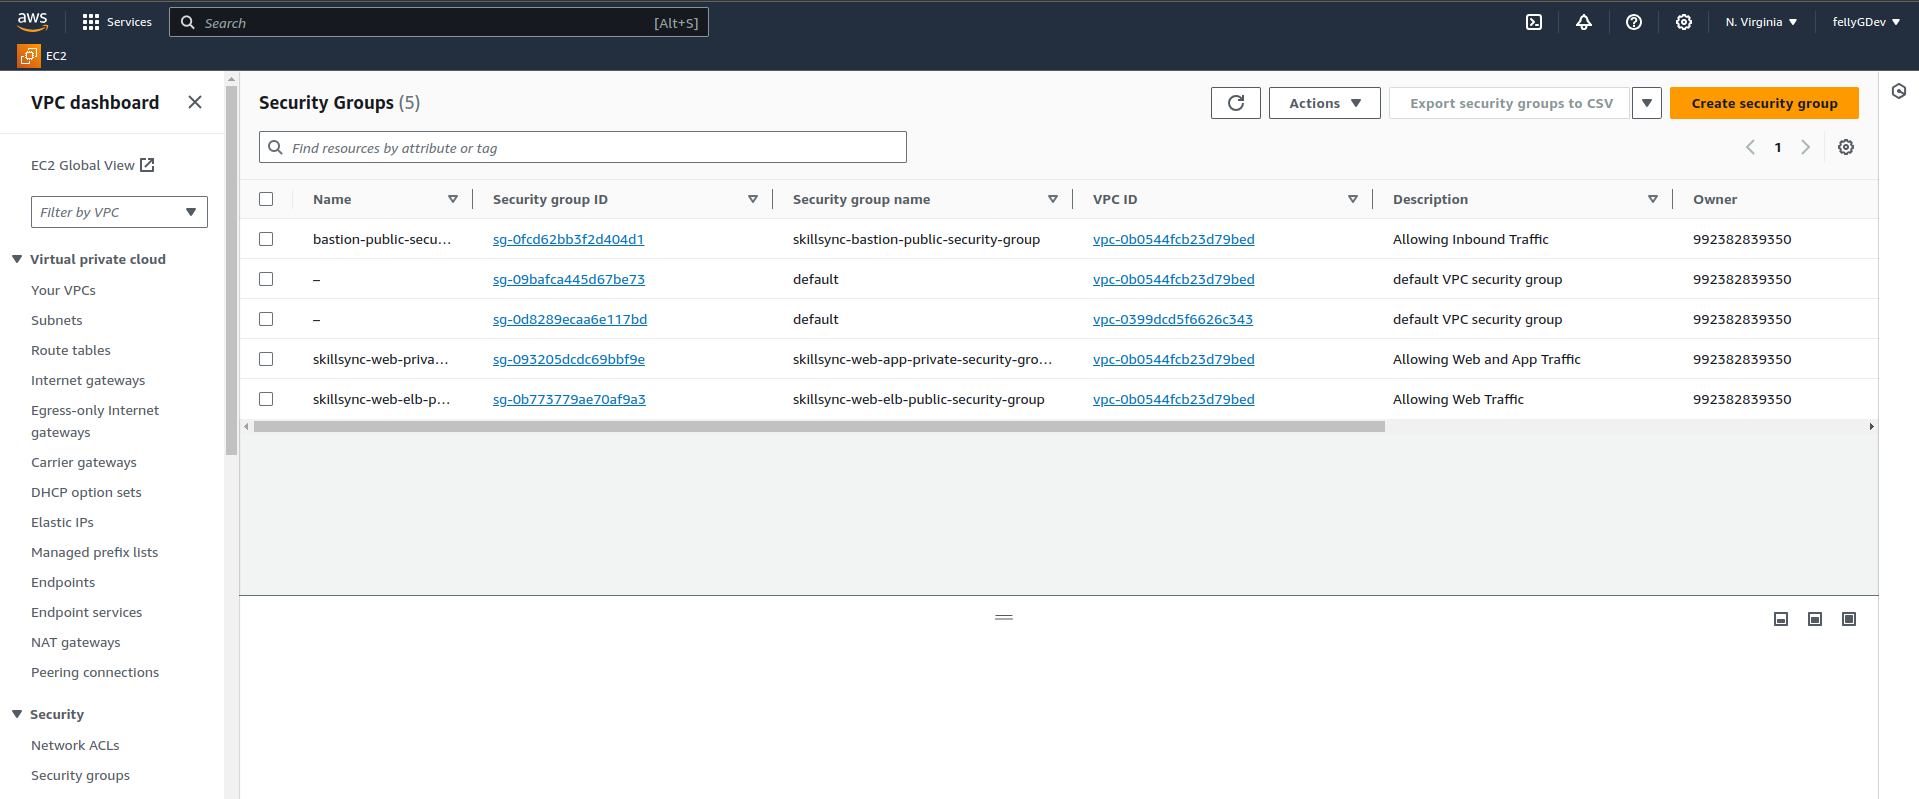 aws
Services
Search
[Alt+S]
N. Virginia
fellyGDev
EC2
VPC dashboard
EC2 Global View
Filter by VPC
Virtual private cloud
Your VPCs
Subnets
Route tables
Internet gateways
Egress-only Internet
gateways
Carrier gateways
DHCP option sets
Elastic IPs
Managed prefix lists
Endpoints
Endpoint services
NAT gateways
Peering connections
Security
Network ACLs
Security groups
Security Groups (5)
Actions
Export security groups to CSV
Create security group
Find resources by attribute or tag
1
Name Security group ID Security group name VPC ID Description Owner
bastion-public-secu... sg-0fcd62bb3f2d404d1 skillsync-bastion-public-security-group vpc-0b0544fcb23d79bed Allowing Inbound Traffic 992382839350
– sg-09bafca445d67be73 default vpc-0b0544fcb23d79bed default VPC security group 992382839350
– sg-0d8289ecaa6e117bd default vpc-0399dcd5f6626c343 default VPC security group 992382839350
skillsync-web-priva... sg-093205dcdc69bbf9e skillsync-web-app-private-security-gro... vpc-0b0544fcb23d79bed Allowing Web and App Traffic 992382839350
skillsync-web-elb-p... sg-0b773779ae70af9a3 skillsync-web-elb-public-security-group vpc-0b0544fcb23d79bed Allowing Web Traffic 992382839350